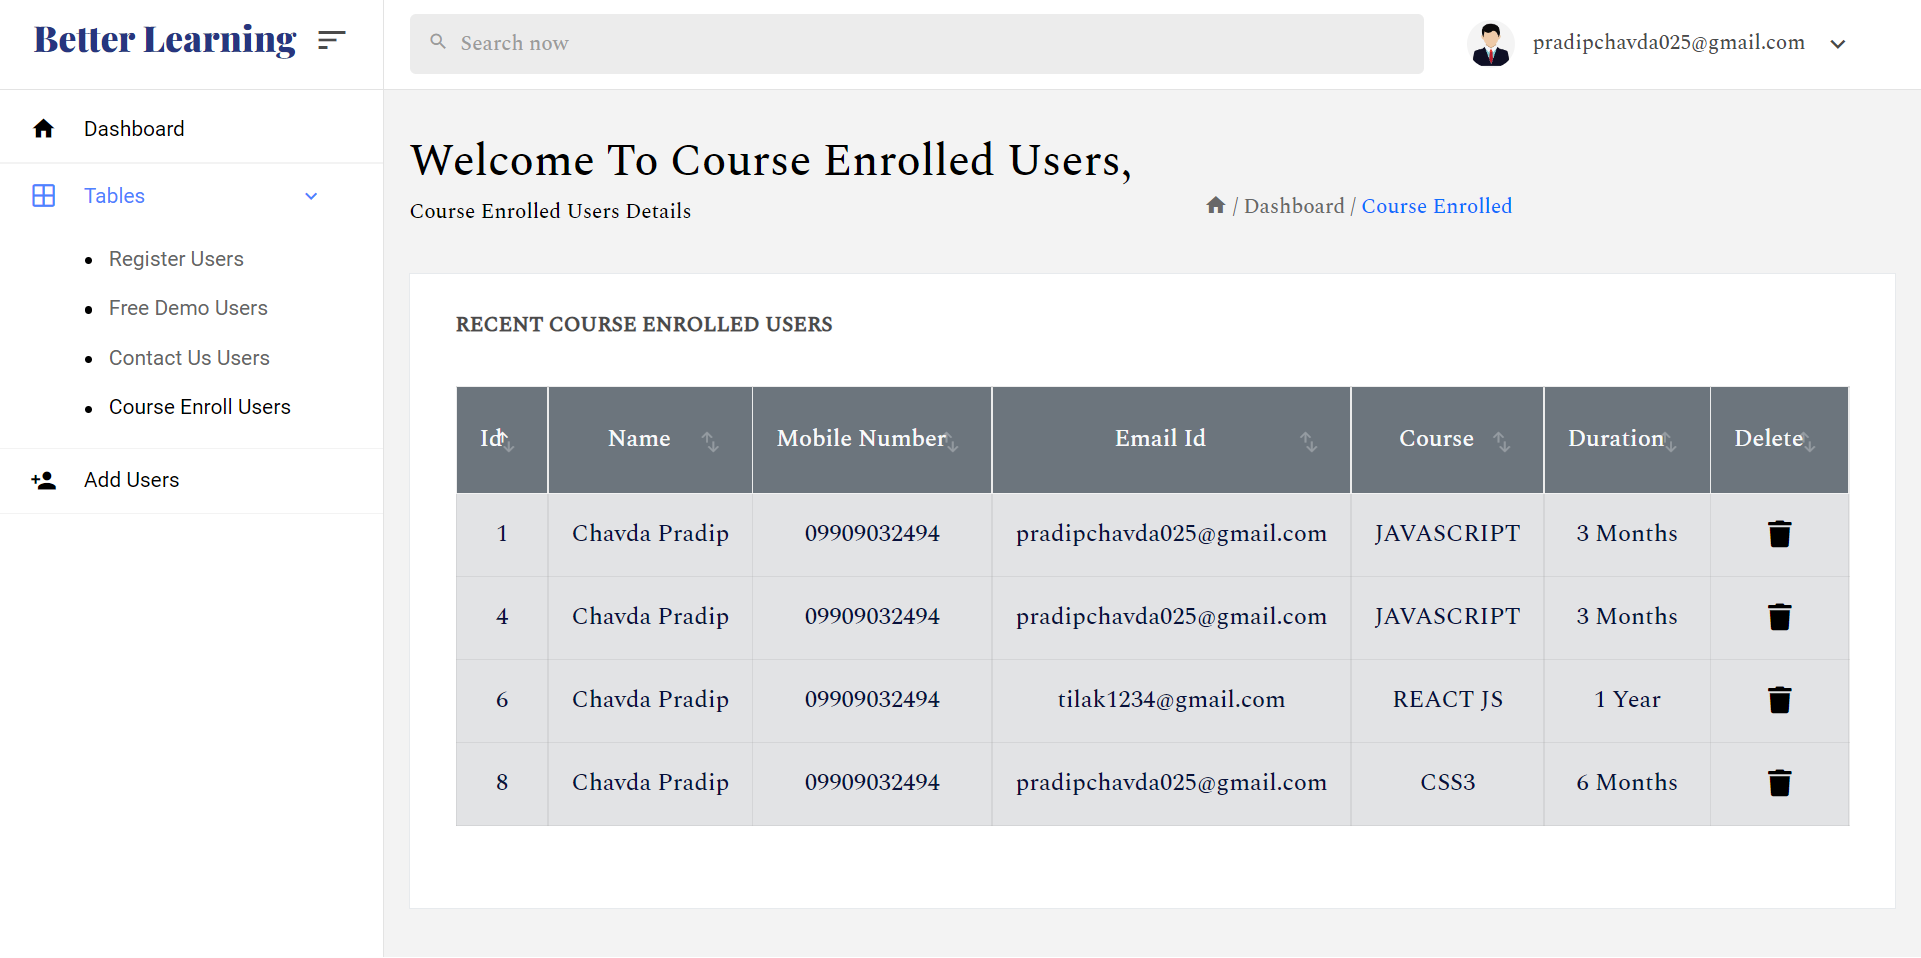 Better Learning
Search now
pradipchavda025@gmail.com
Dashboard
Tables
Register Users
Free Demo Users
Contact Us Users
Course Enroll Users
Add Users
Welcome To Course Enrolled Users,
Course Enrolled Users Details
/ Dashboard / Course Enrolled
RECENT COURSE ENROLLED USERS
Id Name Mobile Number Email Id Course Duration Delete
1 Chavda Pradip 09909032494 pradipchavda025@gmail.com JAVASCRIPT 3 Months
4 Chavda Pradip 09909032494 pradipchavda025@gmail.com JAVASCRIPT 3 Months
6 Chavda Pradip 09909032494 tilak1234@gmail.com REACT JS 1 Year
8 Chavda Pradip 09909032494 pradipchavda025@gmail.com CSS3 6 Months